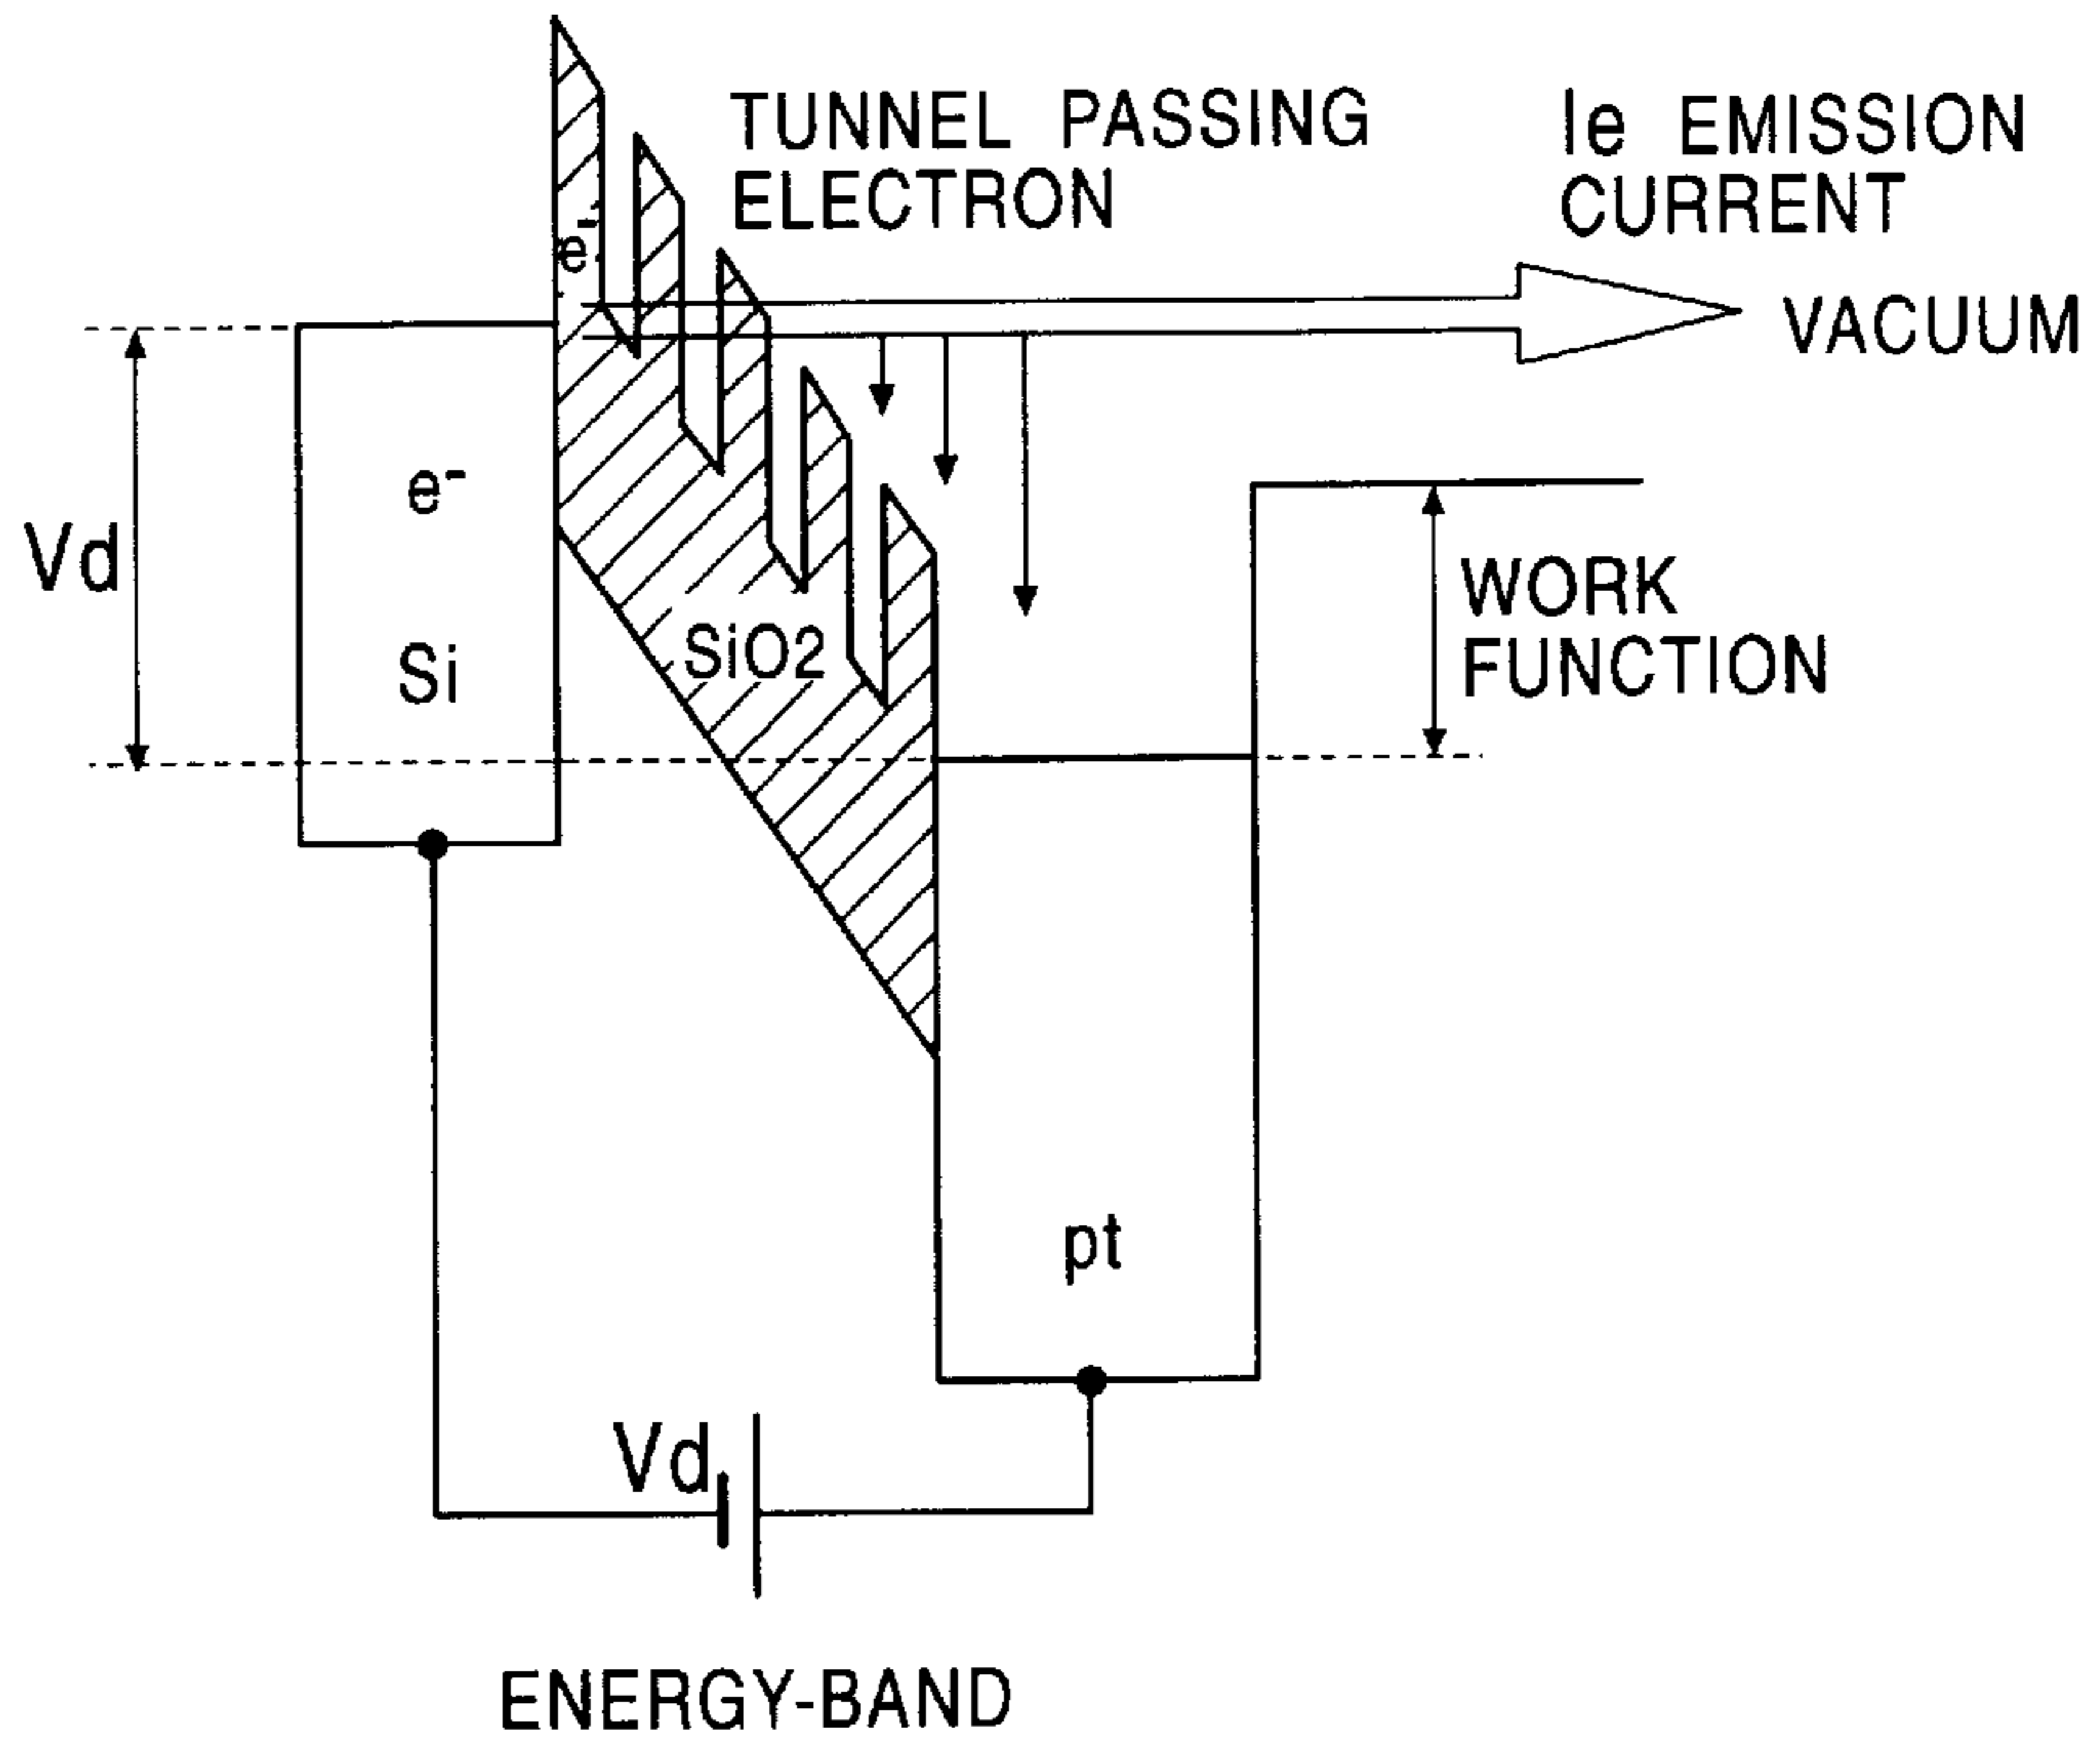 TUNNEL PASSING
ELECTRON
Ie EMISSION
CURRENT
VACUUM
e-
e-
Si
Vd
SiO2
WORK
FUNCTION
pt
Vd
ENERGY-BAND